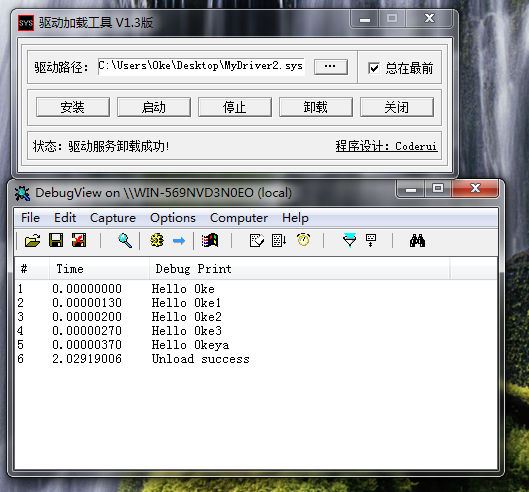 SYS 驱动加载工具 V1.3版
驱动路径： C:\Users\Oke\Desktop\MyDriver2.sys ... 总在最前
安装 启动 停止 卸载 关闭
状态：驱动服务卸载成功! 程序设计：Coderui
DebugView on \\WIN-569NVD3N0EO (local)
File Edit Capture Options Computer Help
# Time Debug Print
1 0.00000000 Hello Oke
2 0.00000130 Hello Oke1
3 0.00000200 Hello Oke2
4 0.00000270 Hello Oke3
5 0.00000370 Hello Okeya
6 2.02919006 Unload success